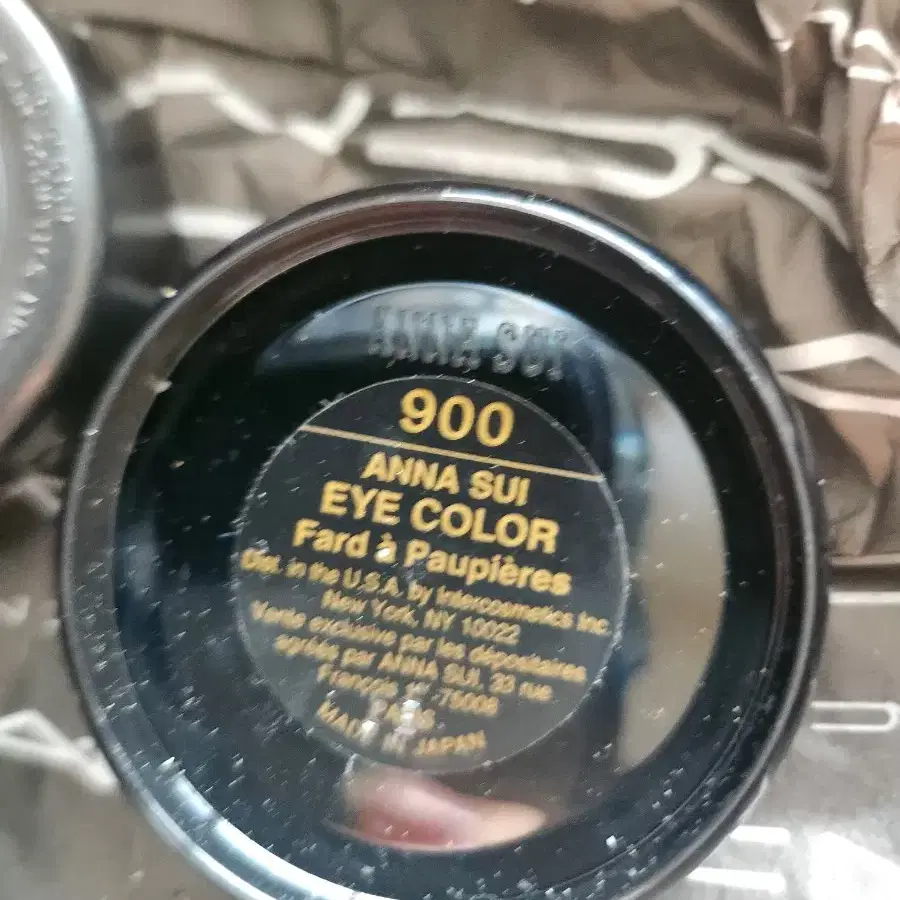 ANNA SUI
900
ANNA SUI
EYE COLOR
Fard à Paupières
Dist. in the U.S.A. by Intercosmetics Inc.
New York, NY 10022
Vente exclusive par les dépositaires
agréés par ANNA SUI, 33 rue
François 1er -75008
PARIS
MADE IN JAPAN